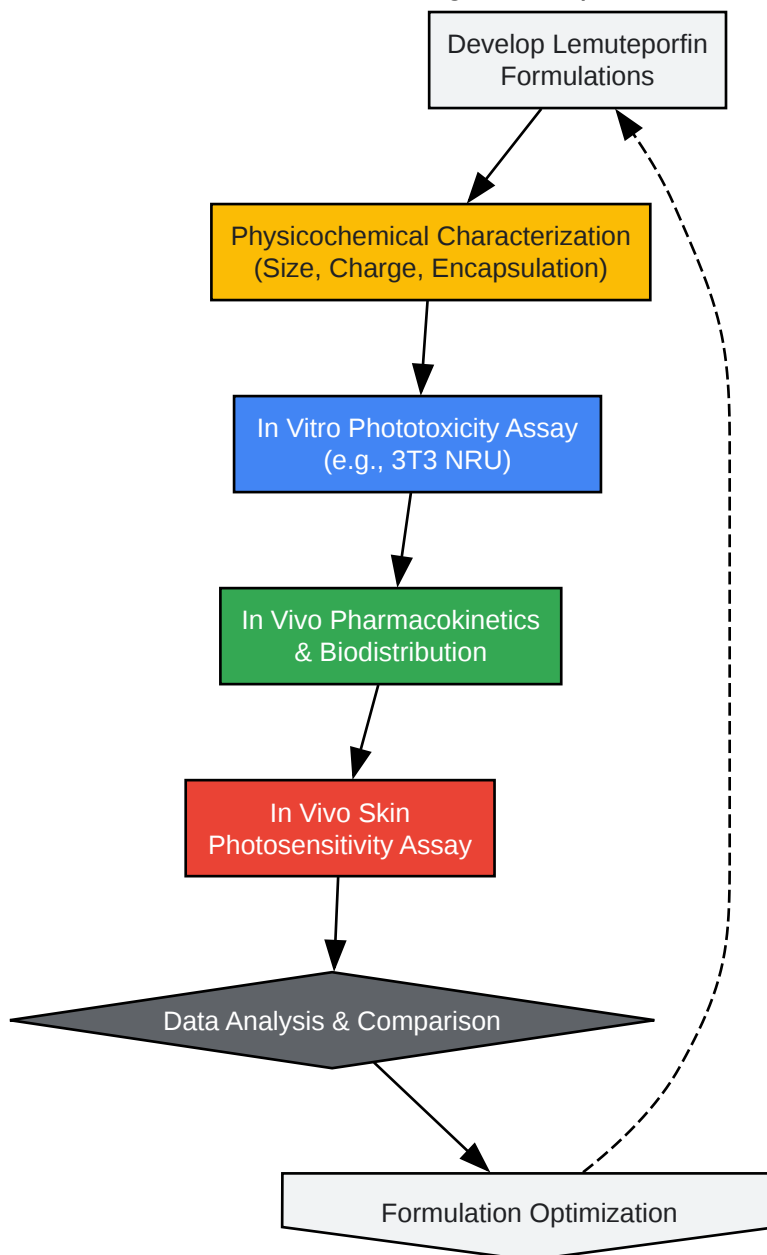 Develop Lemuteporfin
Formulations
Physicochemical Characterization
(Size, Charge, Encapsulation)
In Vitro Phototoxicity Assay
(e.g., 3T3 NRU)
In Vivo Pharmacokinetics
& Biodistribution
In Vivo Skin
Photosensitivity Assay
Data Analysis & Comparison
Formulation Optimization